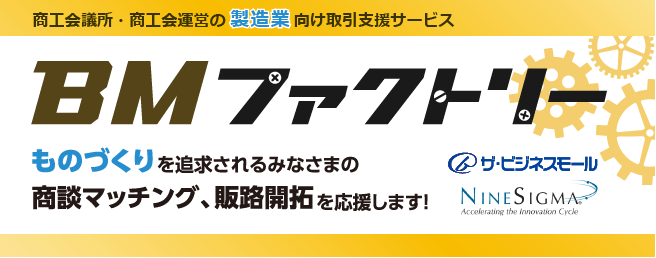 商工会議所・商工会運営の 製造業 向け取引支援サービス
BMファクトリー
ものづくりを追求されるみなさまの
商談マッチング、販路開拓を応援します!
ザ・ビジネスモール
NINESIGMA
Accelerating the Innovation Cycle